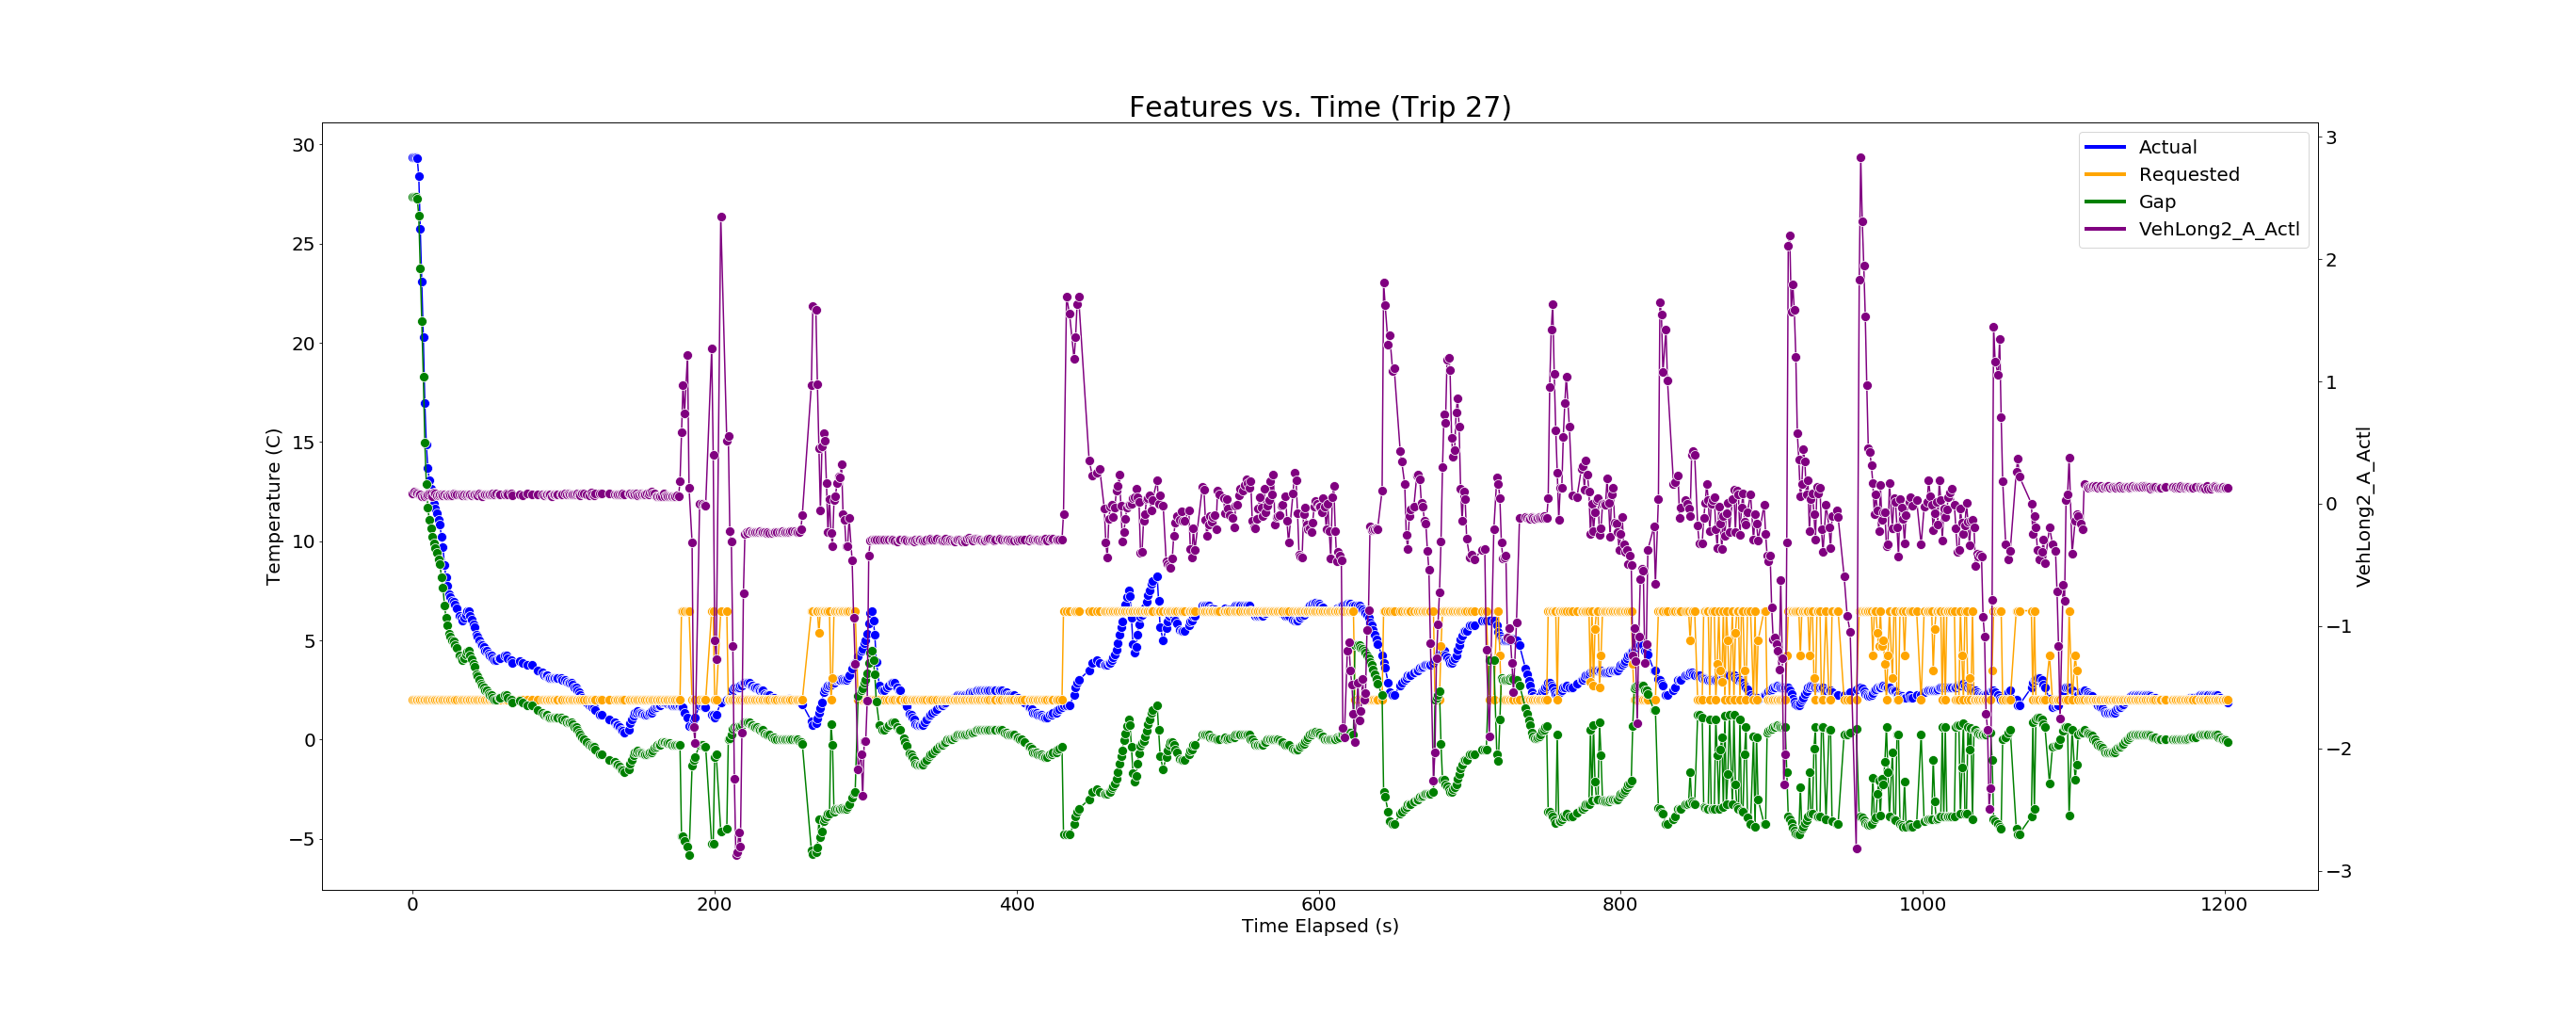 Features vs. Time (Trip 27)
Actual
Requested
Gap
VehLong2_A_Actl
30
25
20
15
10
5
0
−5
Temperature (C)
3
2
1
0
−1
−2
−3
VehLong2_A_Actl
0 200 400 600 800 1000 1200
Time Elapsed (s)